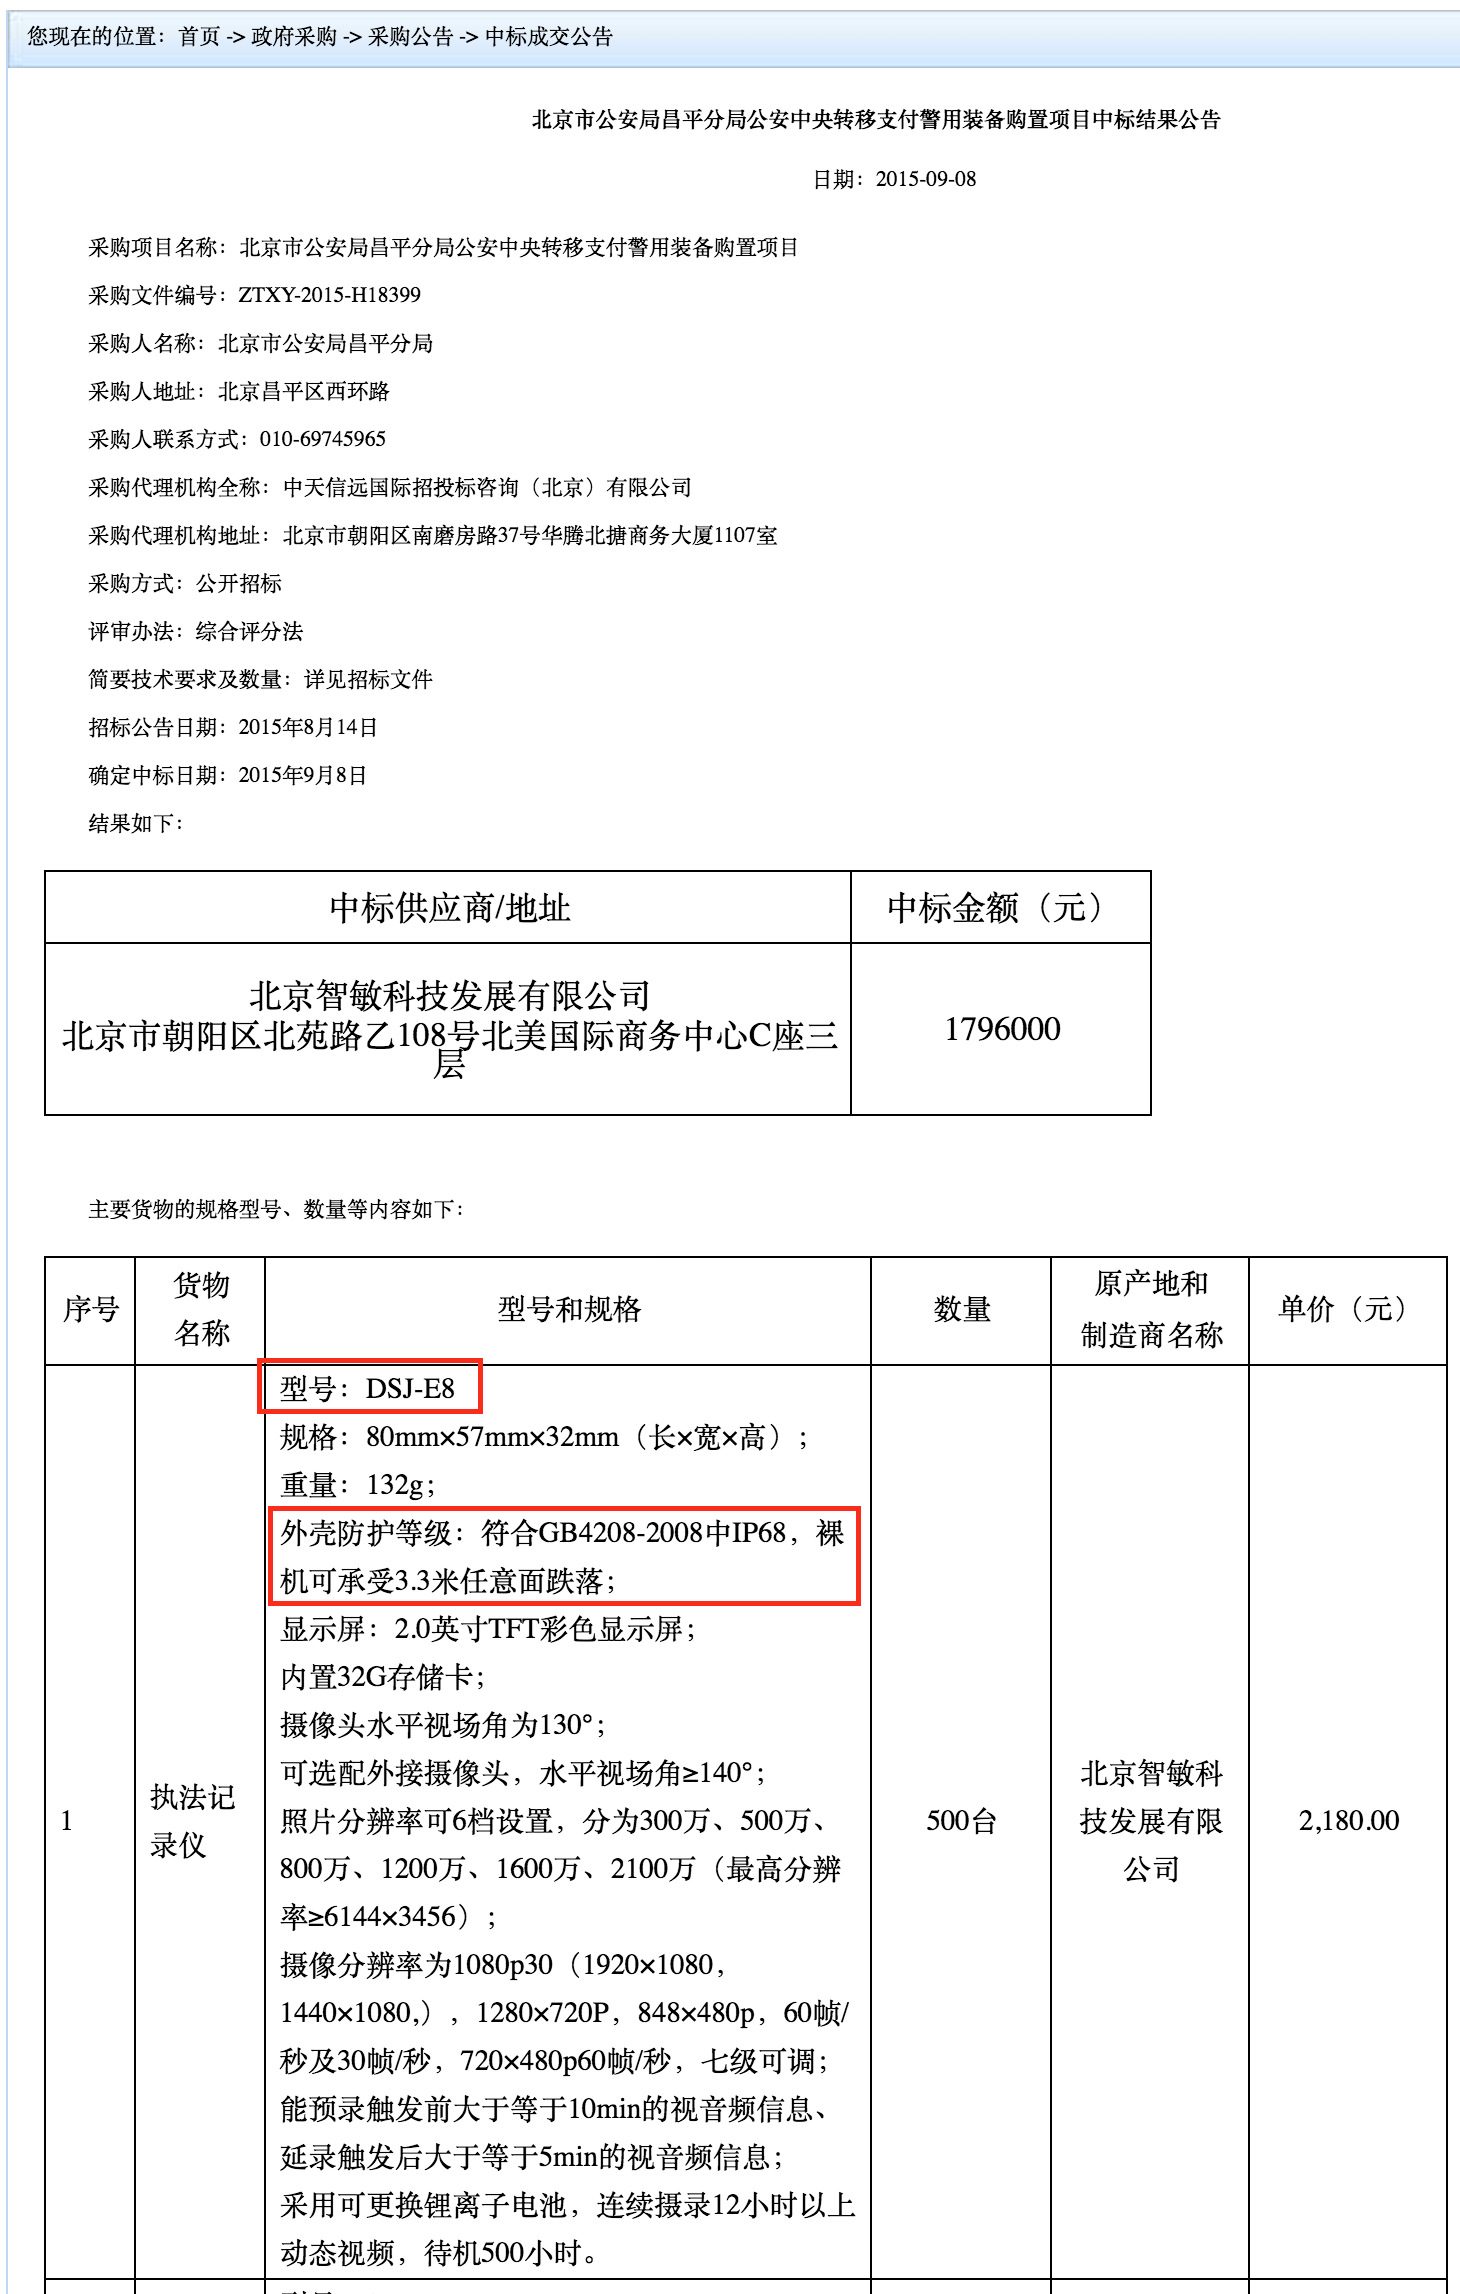 您现在的位置：首页 -> 政府采购 -> 采购公告 -> 中标成交公告
北京市公安局昌平分局公安中央转移支付警用装备购置项目中标结果公告
日期：2015-09-08
采购项目名称：北京市公安局昌平分局公安中央转移支付警用装备购置项目
采购文件编号：ZTXY-2015-H18399
采购人名称：北京市公安局昌平分局
采购人地址：北京昌平区西环路
采购人联系方式：010-69745965
采购代理机构全称：中天信远国际招投标咨询（北京）有限公司
采购代理机构地址：北京市朝阳区南磨房路37号华腾北搪商务大厦1107室
采购方式：公开招标
评审办法：综合评分法
简要技术要求及数量：详见招标文件
招标公告日期：2015年8月14日
确定中标日期：2015年9月8日
结果如下：
中标供应商/地址 中标金额（元）
北京智敏科技发展有限公司
北京市朝阳区北苑路乙108号北美国际商务中心C座三
层
1796000
主要货物的规格型号、数量等内容如下：
序号
货物
名称
型号和规格
数量
原产地和
制造商名称
单价（元）
1
执法记
录仪
型号：DSJ-E8
规格：80mm×57mm×32mm（长×宽×高）；
重量：132g；
外壳防护等级：符合GB4208-2008中IP68，裸
机可承受3.3米任意面跌落；
显示屏：2.0英寸TFT彩色显示屏；
内置32G存储卡；
摄像头水平视场角为130°；
可选配外接摄像头，水平视场角≥140°；
照片分辨率可6档设置，分为300万、500万、
800万、1200万、1600万、2100万（最高分辨
率≥6144×3456）；
摄像分辨率为1080p30（1920×1080，
1440×1080,），1280×720P，848×480p，60帧/
秒及30帧/秒，720×480p60帧/秒，七级可调；
能预录触发前大于等于10min的视音频信息、
延录触发后大于等于5min的视音频信息；
采用可更换锂离子电池，连续摄录12小时以上
动态视频，待机500小时。
500台
北京智敏科
技发展有限
公司
2,180.00